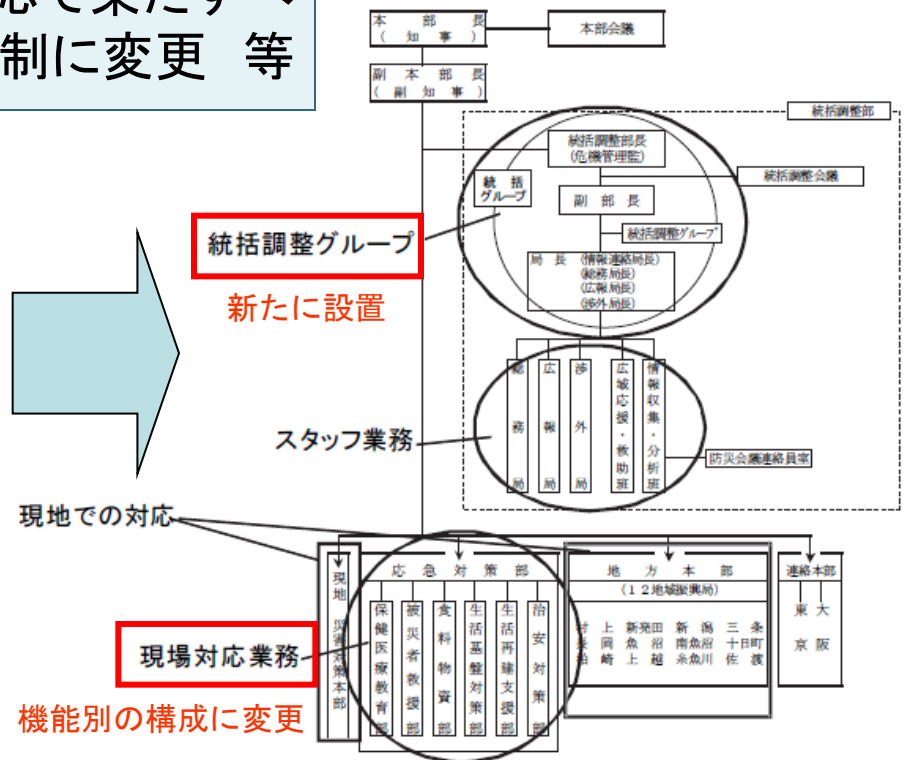 応で果たすべ
制に変更 等
本部長
(知事)
本部会議
副本部長
(副知事)
統括調整部
統括調整部長
(危機管理監)
統括調整会議
統括
グループ
副部長
統括調整グループ
統括調整グループ
新たに設置
局長 (情報連絡局長)
(総務局長)
(広報局長)
(渉外局長)
総務局
広報局
渉外局
広域応援・救助班
情報収集・分析班
スタッフ業務
防災会議連絡員室
現地での対応
現地災害対策本部
応急対策部
保健医療教育部
被災者救援部
食料物資部
生活基盤対策部
生活再建支援部
治安対策部
現場対応業務
機能別の構成に変更
地方本部
(12地域振興局)
村上 新発田 新潟 三条
長岡 魚沼 南魚沼 十日町
柏崎 上越 糸魚川 佐渡
連絡本部
東京
大阪